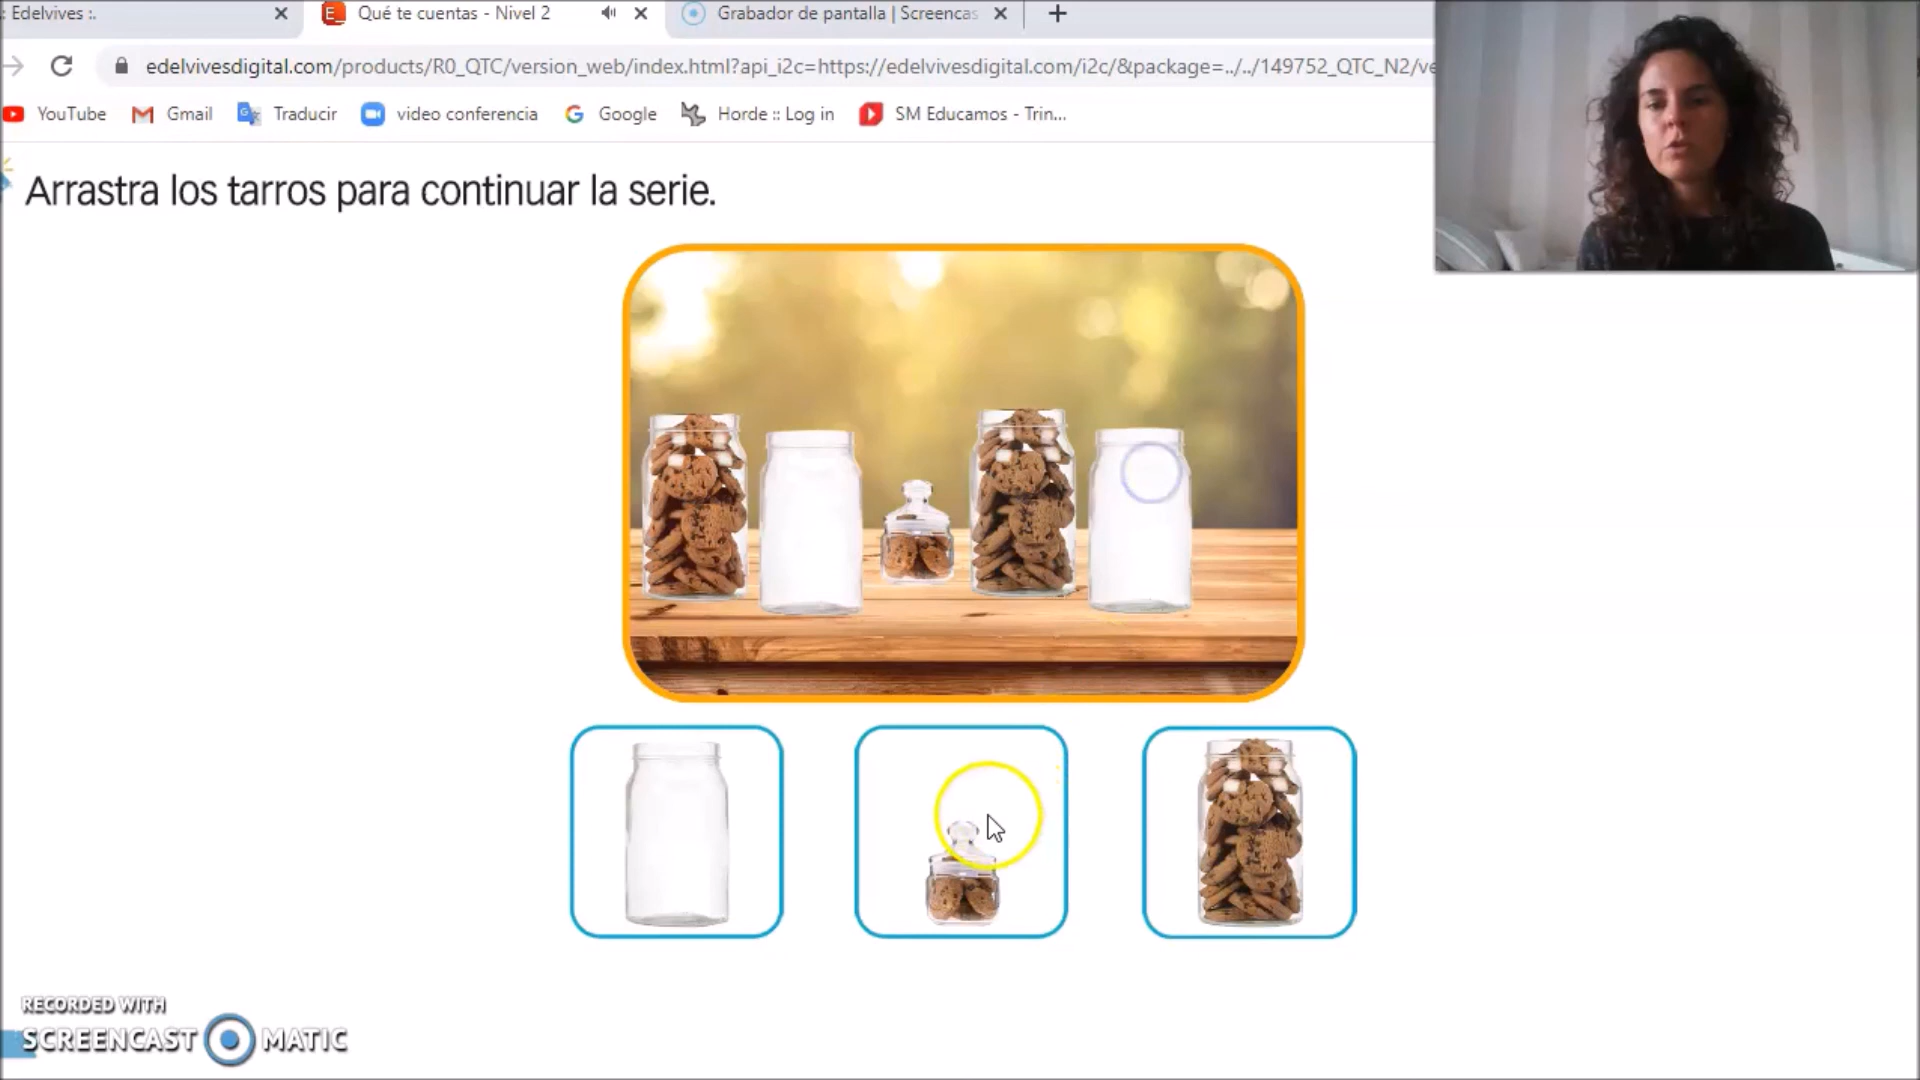 : Edelvives :.
Qué te cuentas - Nivel 2
Grabador de pantalla | Screencas
edelvivesdigital.com/products/R0_QTC/version_web/index.html?api_i2c=https://edelvivesdigital.com/i2c/&package=../../149752_QTC_N2/ve
YouTube
Gmail
Traducir
video conferencia
Google
Horde :: Log in
SM Educamos - Trin...
Arrastra los tarros para continuar la serie.
RECORDED WITH
SCREENCAST MATIC